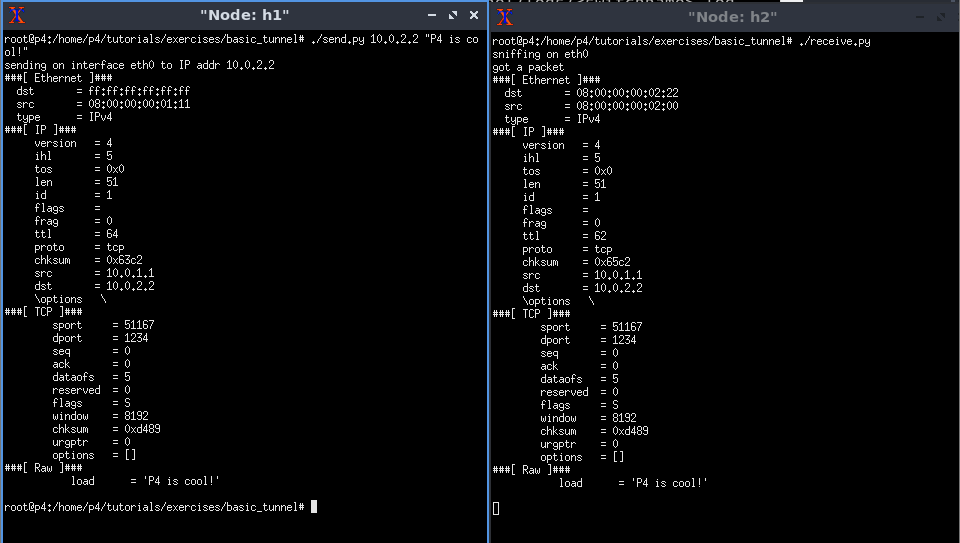 "Node: h1"
root@p4:/home/p4/tutorials/exercises/basic_tunnel# ./send.py 10.0.2.2 "P4 is co
ol!"
sending on interface eth0 to IP addr 10.0.2.2
###[ Ethernet ]###
dst = ff:ff:ff:ff:ff:ff
src = 08:00:00:00:01:11
type = IPv4
###[ IP ]###
version = 4
ihl = 5
tos = 0x0
len = 51
id = 1
flags =
frag = 0
ttl = 64
proto = tcp
chksum = 0x63c2
src = 10.0.1.1
dst = 10.0.2.2
\options \
###[ TCP ]###
sport = 51167
dport = 1234
seq = 0
ack = 0
dataofs = 5
reserved = 0
flags = S
window = 8192
chksum = 0xd489
urgptr = 0
options = []
###[ Raw ]###
load = 'P4 is cool!'
root@p4:/home/p4/tutorials/exercises/basic_tunnel#
"Node: h2"
root@p4:/home/p4/tutorials/exercises/basic_tunnel# ./receive.py
sniffing on eth0
got a packet
###[ Ethernet ]###
dst = 08:00:00:00:02:22
src = 08:00:00:00:02:00
type = IPv4
###[ IP ]###
version = 4
ihl = 5
tos = 0x0
len = 51
id = 1
flags =
frag = 0
ttl = 62
proto = tcp
chksum = 0x65c2
src = 10.0.1.1
dst = 10.0.2.2
\options \
###[ TCP ]###
sport = 51167
dport = 1234
seq = 0
ack = 0
dataofs = 5
reserved = 0
flags = S
window = 8192
chksum = 0xd489
urgptr = 0
options = []
###[ Raw ]###
load = 'P4 is cool!'